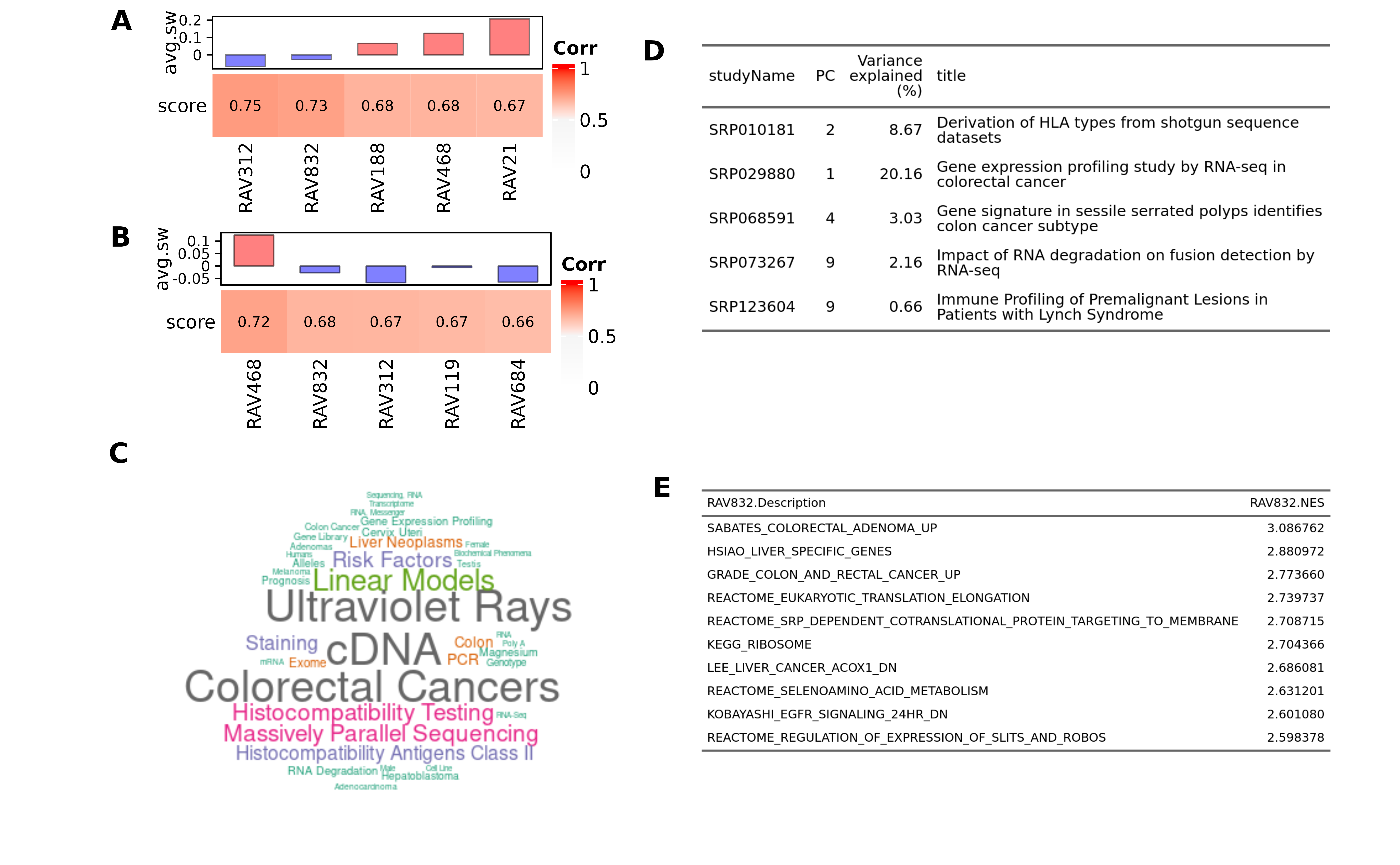 A
avg.sw
0.2
0.1
0
score
0.75 0.73 0.68 0.68 0.67
RAV312 RAV832 RAV188 RAV468 RAV21
Corr
1
0.5
0
B
avg.sw
0.1
0.05
0
-0.05
score
0.72 0.68 0.67 0.67 0.66
RAV468 RAV832 RAV312 RAV119 RAV684
Corr
1
0.5
0
C
Sequencing, RNA
Transcriptome
RNA, Messenger
Gene Expression Profiling
Colon Cancer
Cervix Uteri
Gene Library
Liver Neoplasms
Female
Adenomas
Humans
Biochemical Phenomena
Risk Factors
Alleles
Testis
Melanoma
Prognosis
Linear Models
Ultraviolet Rays
Staining
cDNA
Colon
RNA
Poly A
Magnesium
mRNA
Exome
PCR
Genotype
Colorectal Cancers
Histocompatibility Testing
RNA-Seq
Massively Parallel Sequencing
Histocompatibility Antigens Class II
RNA Degradation
Male
Cell Line
Hepatoblastoma
Adenocarcinoma
D
studyName PC Variance explained (%) title
SRP010181 2 8.67 Derivation of HLA types from shotgun sequence
datasets
SRP029880 1 20.16 Gene expression profiling study by RNA-seq in
colorectal cancer
SRP068591 4 3.03 Gene signature in sessile serrated polyps identifies
colon cancer subtype
SRP073267 9 2.16 Impact of RNA degradation on fusion detection by
RNA-seq
SRP123604 9 0.66 Immune Profiling of Premalignant Lesions in
Patients with Lynch Syndrome
E
RAV832.Description RAV832.NES
SABATES_COLORECTAL_ADENOMA_UP 3.086762
HSIAO_LIVER_SPECIFIC_GENES 2.880972
GRADE_COLON_AND_RECTAL_CANCER_UP 2.773660
REACTOME_EUKARYOTIC_TRANSLATION_ELONGATION 2.739737
REACTOME_SRP_DEPENDENT_COTRANSLATIONAL_PROTEIN_TARGETING_TO_MEMBRANE 2.708715
KEGG_RIBOSOME 2.704366
LEE_LIVER_CANCER_ACOX1_DN 2.686081
REACTOME_SELENOAMINO_ACID_METABOLISM 2.631201
KOBAYASHI_EGFR_SIGNALING_24HR_DN 2.601080
REACTOME_REGULATION_OF_EXPRESSION_OF_SLITS_AND_ROBOS 2.598378